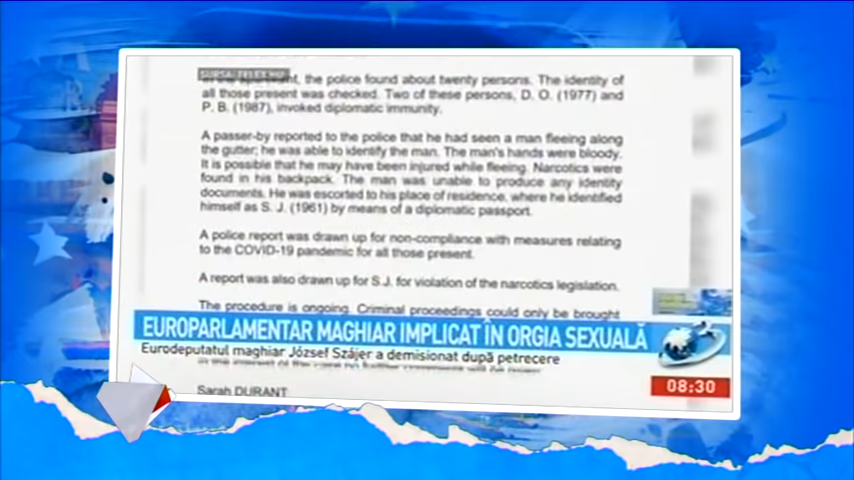 SURSA: TELEX.HU
In the apartment, the police found about twenty persons. The identity of
all those present was checked. Two of these persons, D. O. (1977) and
P. B. (1987), invoked diplomatic immunity.
A passer-by reported to the police that he had seen a man fleeing along
the gutter; he was able to identify the man. The man's hands were bloody.
It is possible that he may have been injured while fleeing. Narcotics were
found in his backpack. The man was unable to produce any identity
documents. He was escorted to his place of residence, where he identified
himself as S. J. (1961) by means of a diplomatic passport.
A police report was drawn up for non-compliance with measures relating
to the COVID-19 pandemic for all those present.
A report was also drawn up for S.J. for violation of the narcotics legislation.
The procedure is ongoing. Criminal proceedings could only be brought
EUROPARLAMENTAR MAGHIAR IMPLICAT ÎN ORGIA SEXUALĂ
Eurodeputatul maghiar József Szájer a demisionat după petrecere
08:30
Sarah DURANT